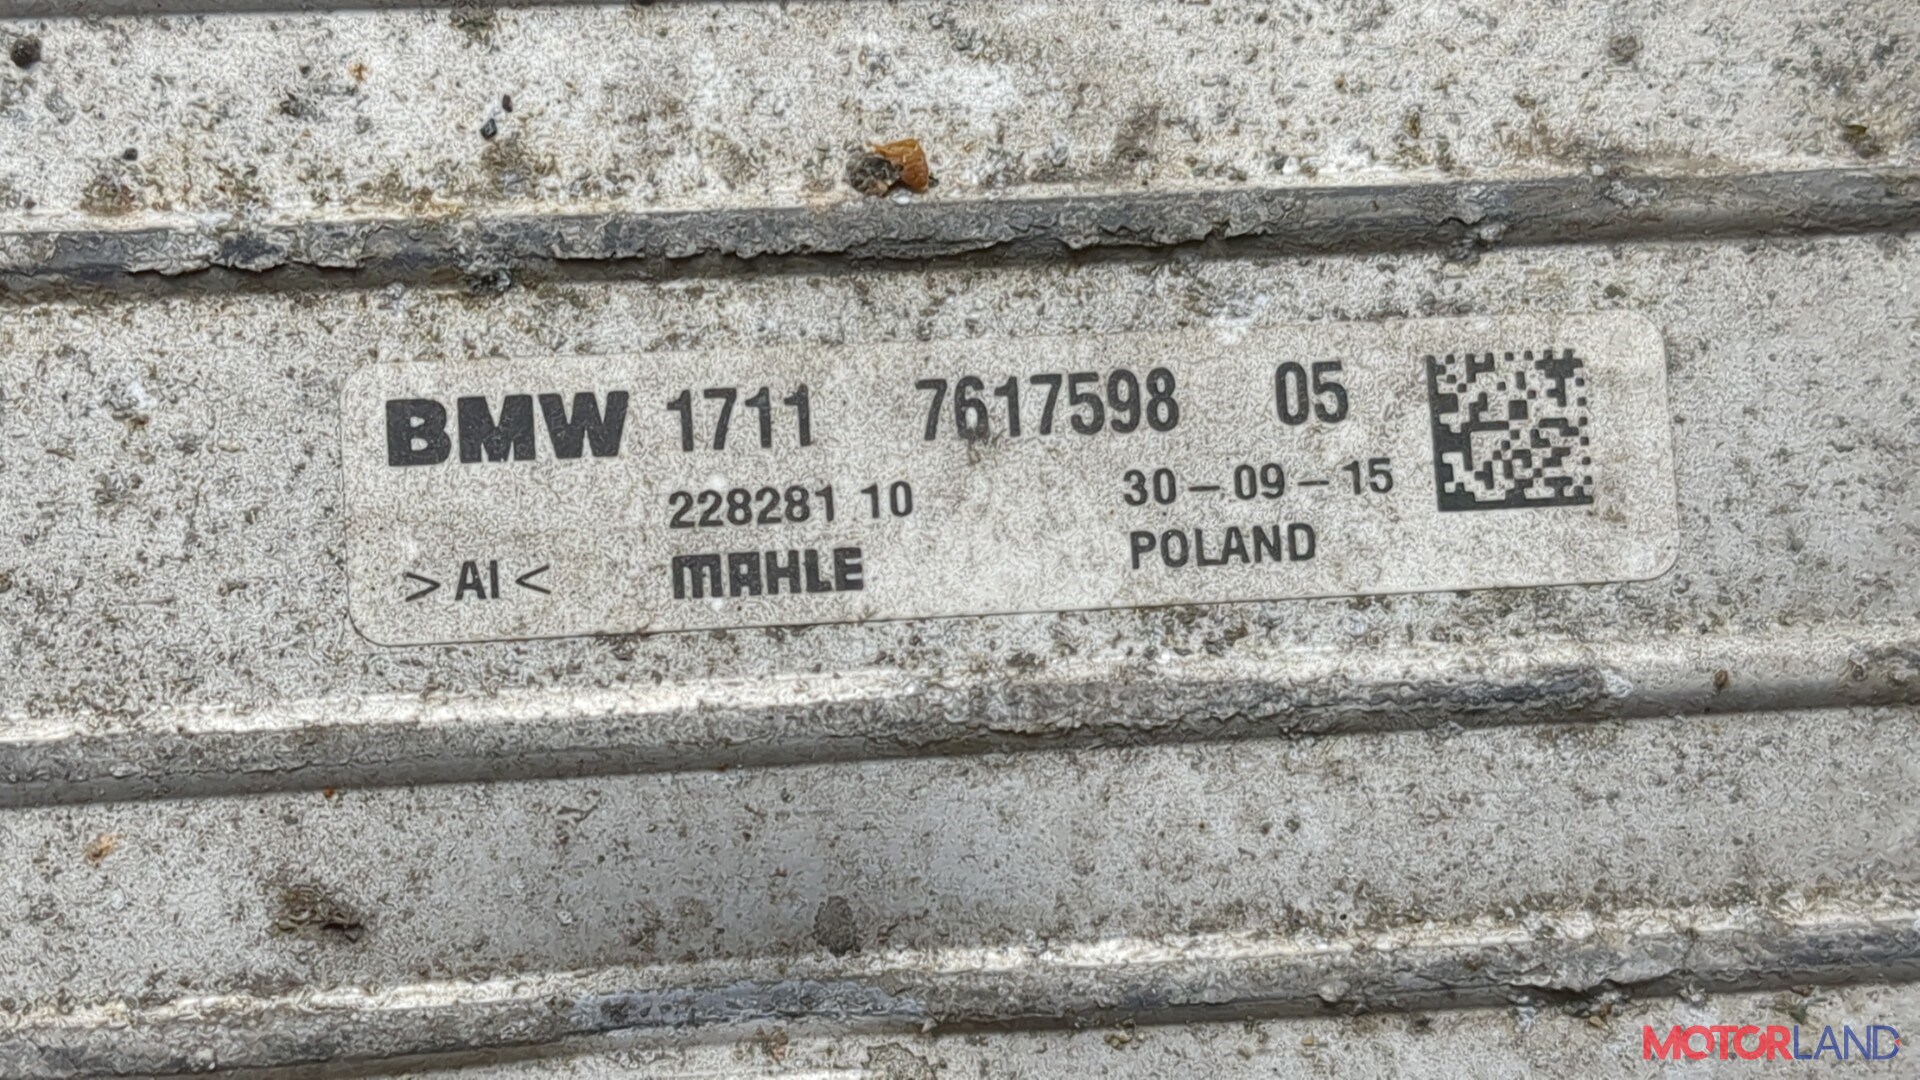 BMW 1711 7617598 05
228281 10 30-09-15
>Al< MAHLE POLAND
MOTORLAND